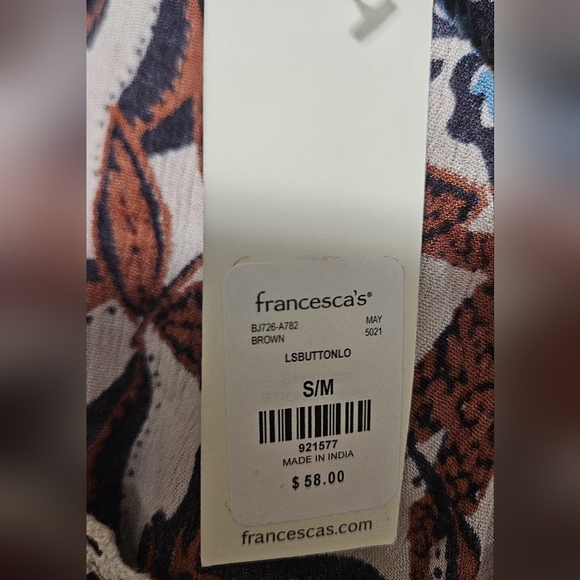 francesca's®
BJ726-A782 MAY
BROWN 5021
LSBUTTONLO
S/M
921577
MADE IN INDIA
$ 58.00
francescas.com